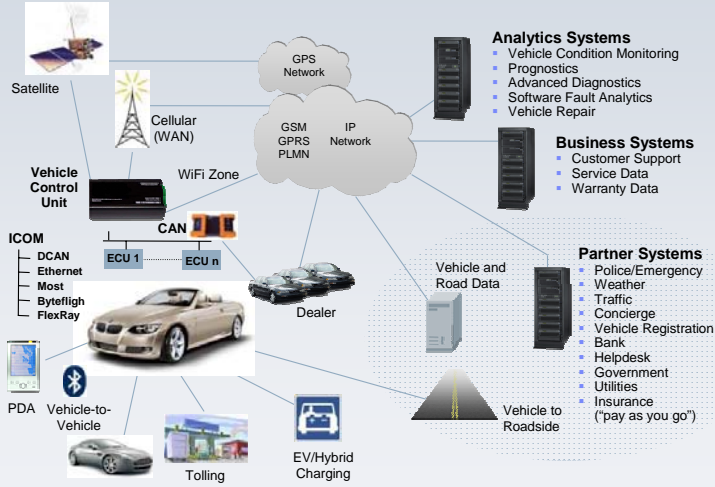 Satellite
GPS
Network
Cellular
(WAN)
GSM
GPRS
PLMN
IP
Network
Analytics Systems
Vehicle Condition Monitoring
Prognostics
Advanced Diagnostics
Software Fault Analytics
Vehicle Repair
Business Systems
Customer Support
Service Data
Warranty Data
Vehicle
Control
Unit
WiFi Zone
CAN
ECU 1
ECU n
ICOM
DCAN
Ethernet
Most
Bytefligh
FlexRay
Dealer
Vehicle and
Road Data
Partner Systems
Police/Emergency
Weather
Traffic
Concierge
Vehicle Registration
Bank
Helpdesk
Government
Utilities
Insurance
("pay as you go")
PDA
Vehicle-to-
Vehicle
Tolling
EV/Hybrid
Charging
Vehicle to
Roadside